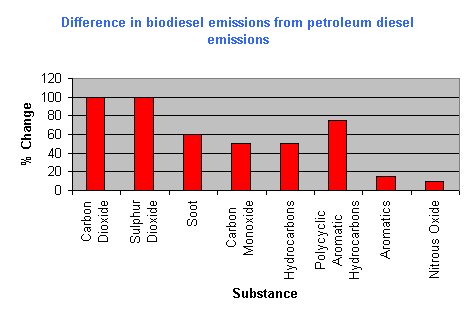 Difference in biodiesel emissions from petroleum diesel
emissions
120
100
80
60
40
20
0
% Change
Carbon
Dioxide
Sulphur
Dioxide
Soot
Carbon
Monoxide
Hydrocarbons
Polycyclic
Aromatic
Hydrocarbons
Aromatics
Nitrous Oxide
Substance